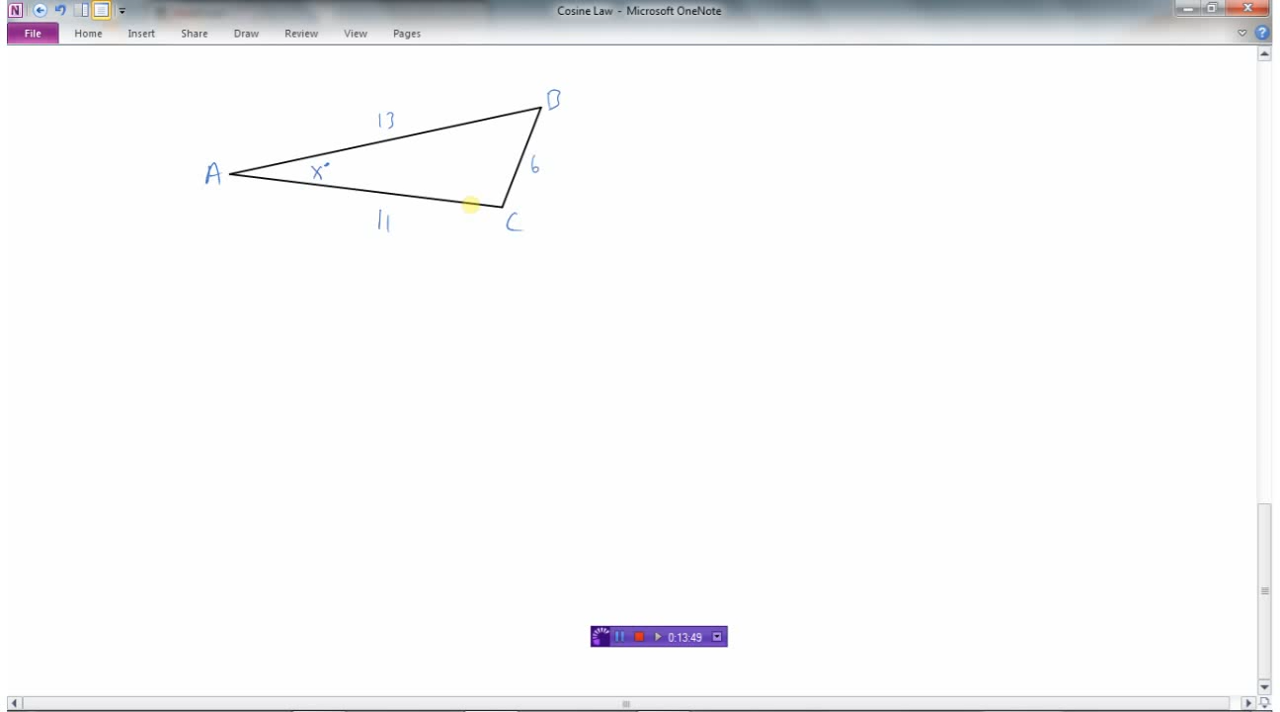 Cosine Law - Microsoft OneNote
File Home Insert Share Draw Review View Pages
B
13
A
x°
6
11
C
0:13:49